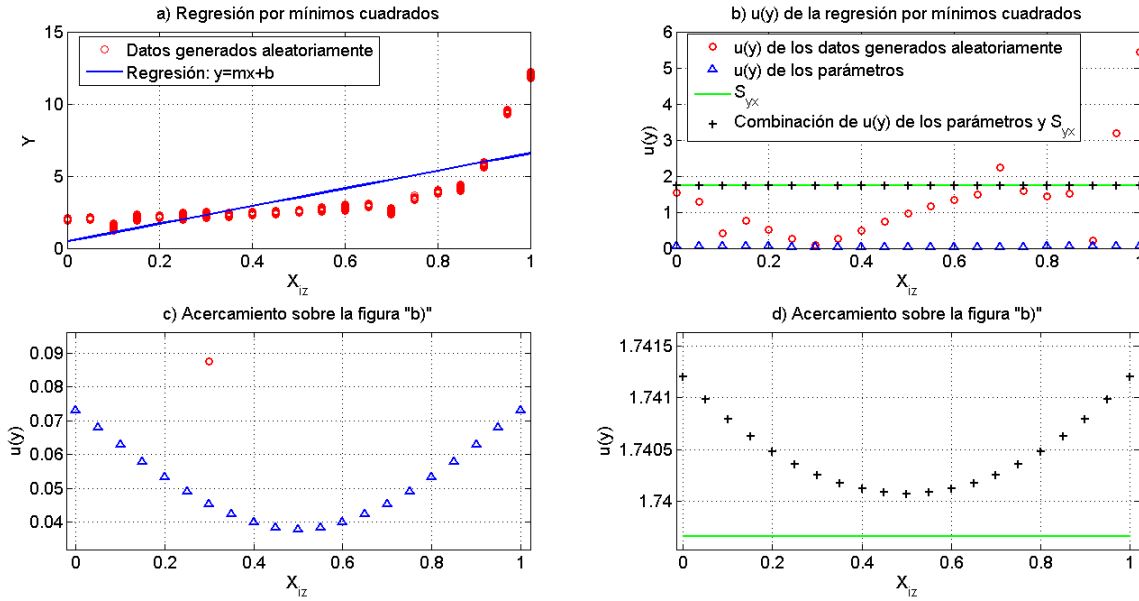 a) Regresión por mínimos cuadrados
Datos generados aleatoriamente
Regresión: y=mx+b
15
10
5
0
Y
0
0.2
0.4
0.6
0.8
1
X_iz
b) u(y) de la regresión por mínimos cuadrados
u(y) de los datos generados aleatoriamente
u(y) de los parámetros
S_yx
Combinación de u(y) de los parámetros y S_yx
6
5
4
3
2
1
0
u(y)
0
0.2
0.4
0.6
0.8
1
X_iz
c) Acercamiento sobre la figura "b)"
0.09
0.08
0.07
0.06
0.05
0.04
u(y)
0
0.2
0.4
0.6
0.8
1
X_iz
d) Acercamiento sobre la figura "b)"
1.7415
1.741
1.7405
1.74
u(y)
0
0.2
0.4
0.6
0.8
1
X_iz